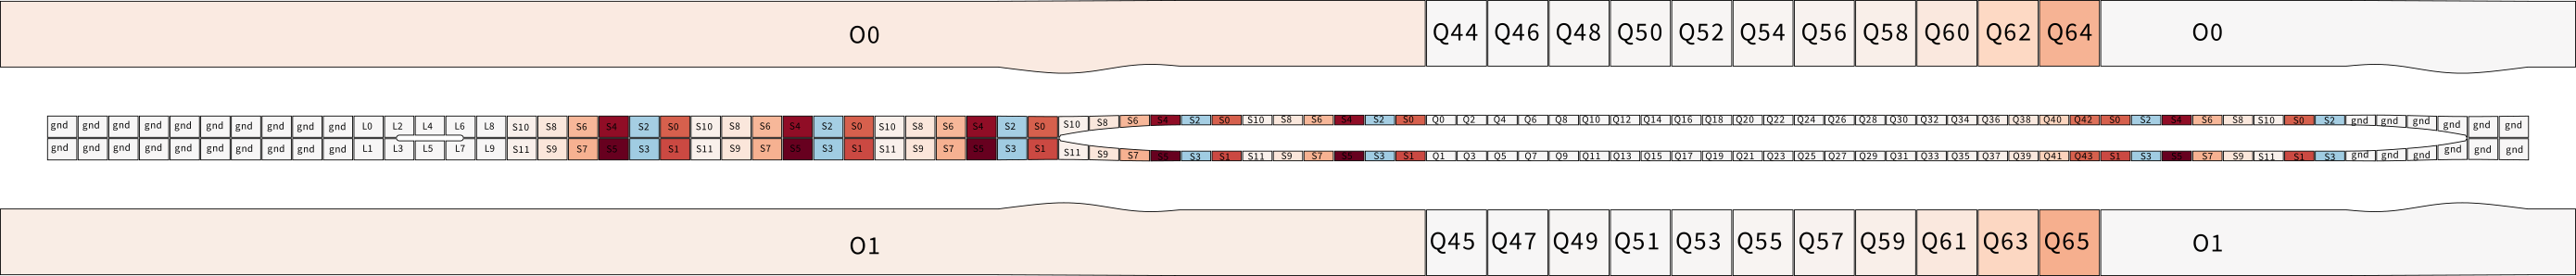 O0 Q44 Q46 Q48 Q50 Q52 Q54 Q56 Q58 Q60 Q62 Q64 O0
gnd gnd gnd gnd gnd gnd gnd gnd gnd gnd L0 L2 L4 L6 L8 S10 S8 S6 S4 S2 S0 S10 S8 S6 S4 S2 S0 S10 S8 S6 S4 S2 S0 S10 S8 S6 S4 S2 S0 S10 S8 S6 S4 S2 S0 Q0 Q2 Q4 Q6 Q8 Q10 Q12 Q14 Q16 Q18 Q20 Q22 Q24 Q26 Q28 Q30 Q32 Q34 Q36 Q38 Q40 Q42 S0 S2 S4 S6 S8 S10 S0 S2 gnd gnd gnd gnd gnd gnd
gnd gnd gnd gnd gnd gnd gnd gnd gnd gnd L1 L3 L5 L7 L9 S11 S9 S7 S5 S3 S1 S11 S9 S7 S5 S3 S1 S11 S9 S7 S5 S3 S1 S11 S9 S7 S5 S3 S1 S11 S9 S7 S5 S3 S1 Q1 Q3 Q5 Q7 Q9 Q11 Q13 Q15 Q17 Q19 Q21 Q23 Q25 Q27 Q29 Q31 Q33 Q35 Q37 Q39 Q41 Q43 S1 S3 S5 S7 S9 S11 S1 S3 gnd gnd gnd gnd gnd gnd
O1 Q45 Q47 Q49 Q51 Q53 Q55 Q57 Q59 Q61 Q63 Q65 O1